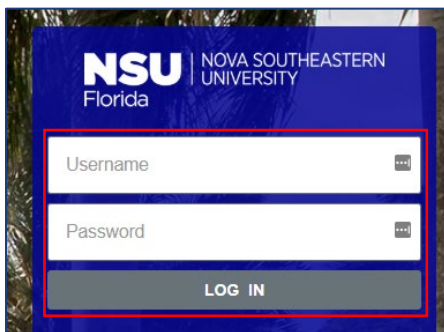 NSU NOVA SOUTHEASTERN
Florida UNIVERSITY
Username
Password
LOG IN